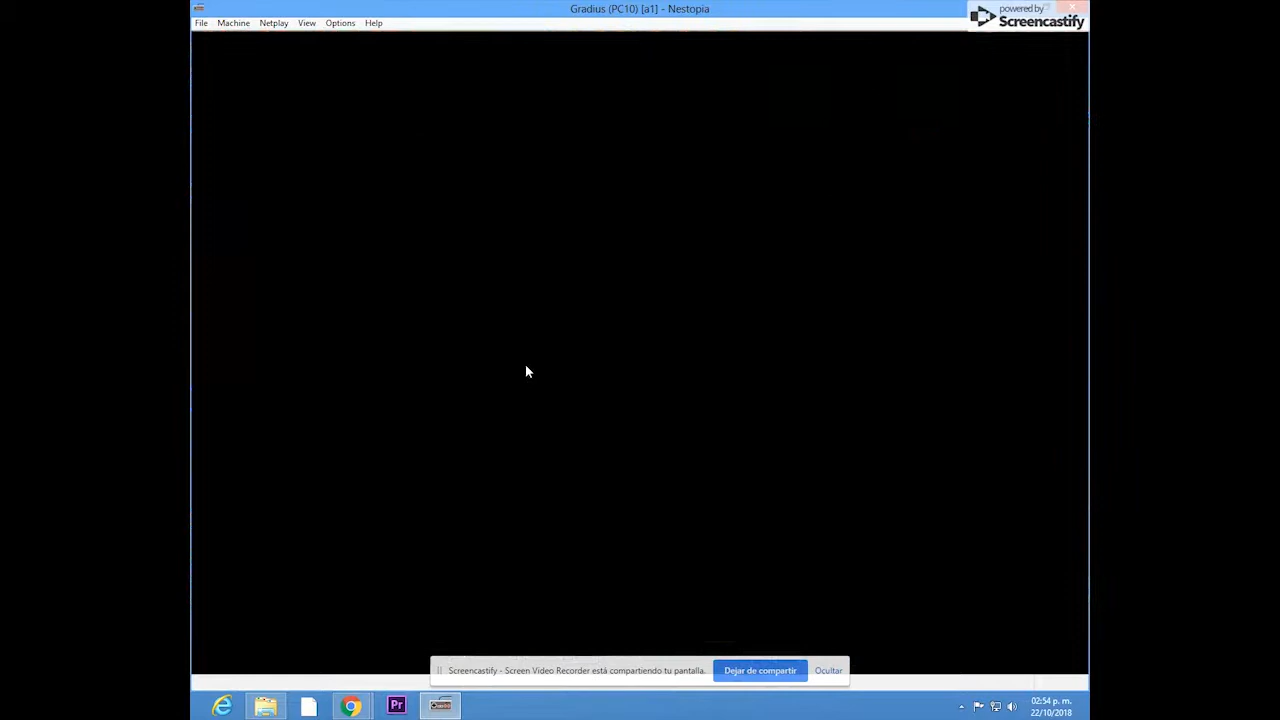 Gradius (PC10) [a1] - Nestopia
powered by
Screencastify
File Machine Netplay View Options Help
Screencastify - Screen Video Recorder está compartiendo tu pantalla. Dejar de compartir Ocultar
Pr
02:54 p. m.
22/10/2018